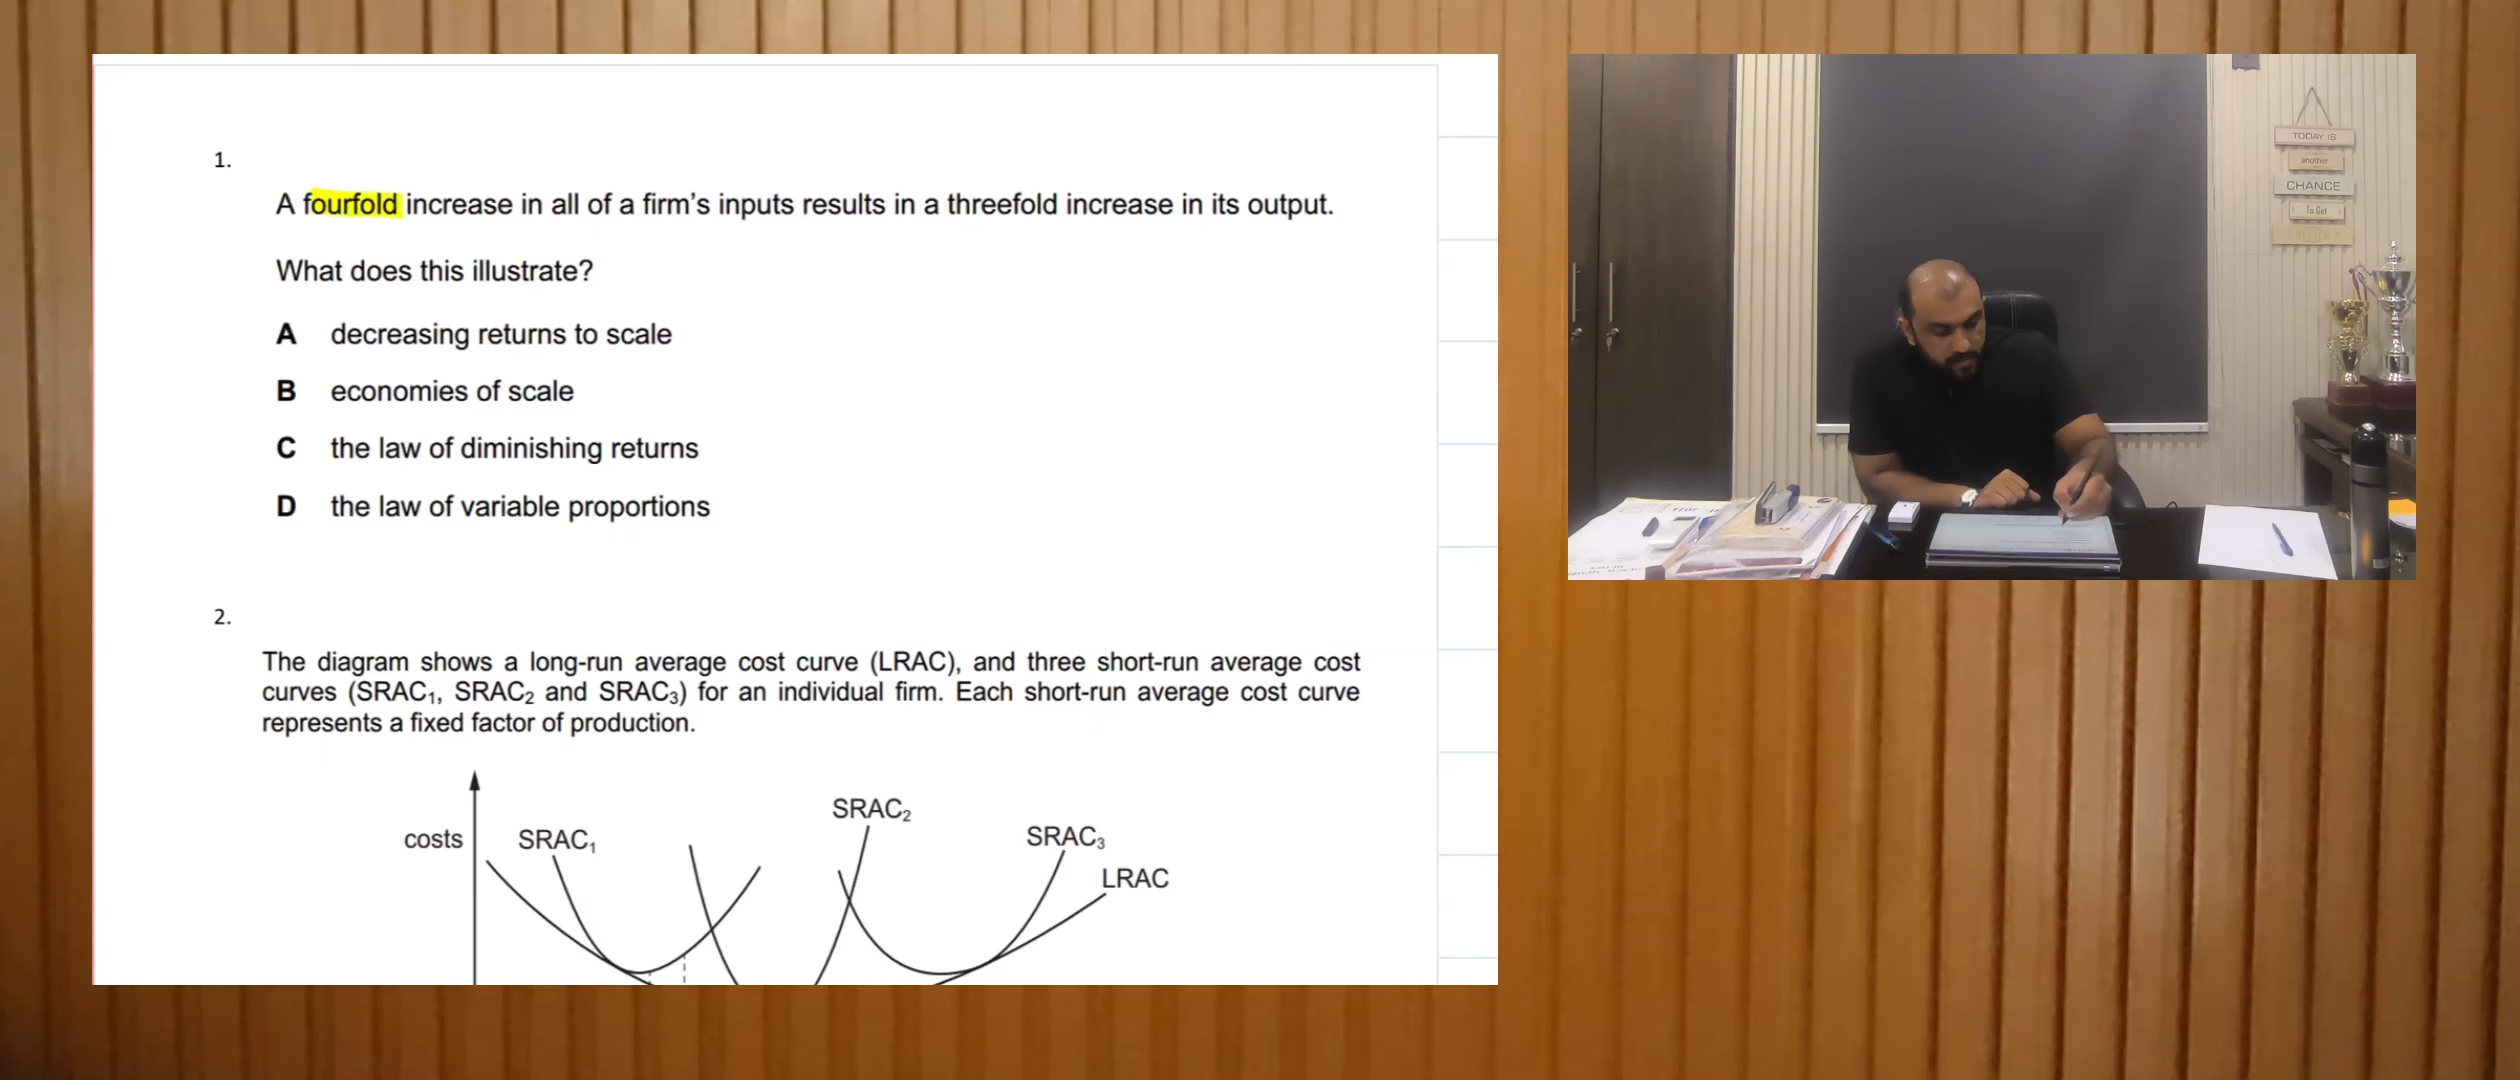 1.
A fourfold increase in all of a firm's inputs results in a threefold increase in its output.
What does this illustrate?
A decreasing returns to scale
B economies of scale
C the law of diminishing returns
D the law of variable proportions
2.
The diagram shows a long-run average cost curve (LRAC), and three short-run average cost
curves (SRAC₁, SRAC₂ and SRAC₃) for an individual firm. Each short-run average cost curve
represents a fixed factor of production.
costs
SRAC₁
SRAC₂
SRAC₃
LRAC
TODAY IS
another
CHANCE
To Get